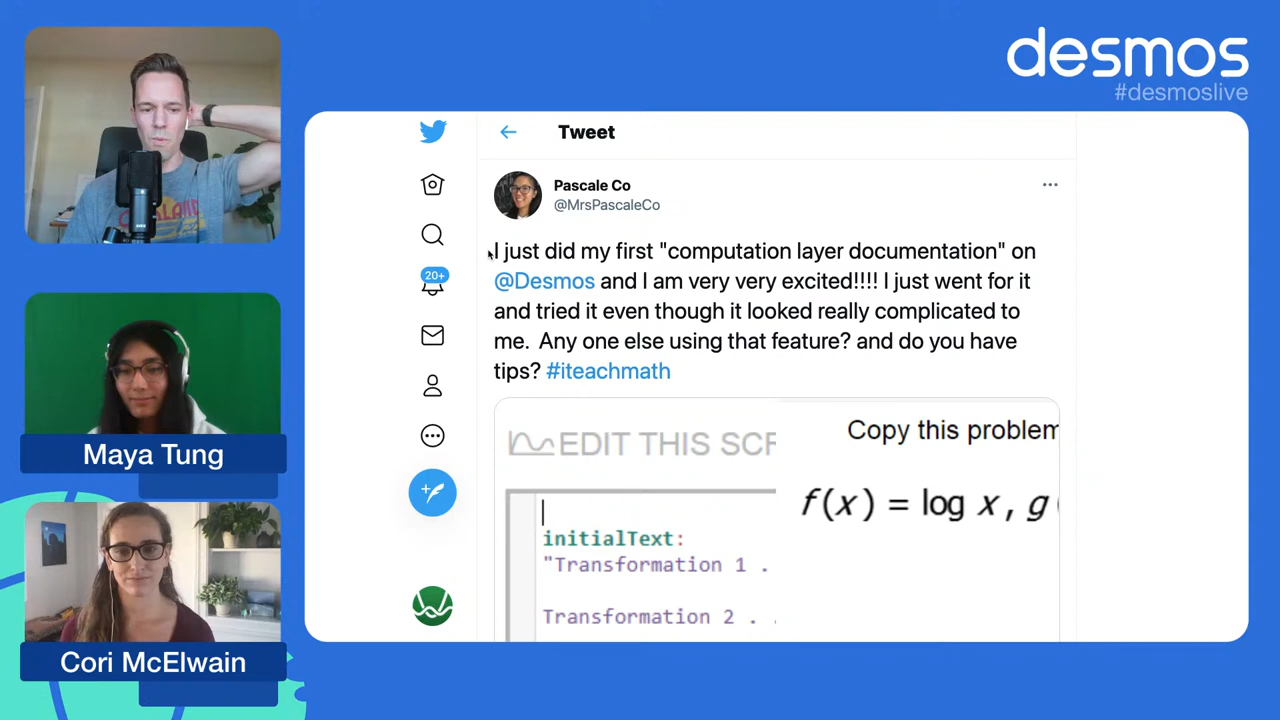 desmos
#desmoslive
Tweet
Pascale Co
@MrsPascaleCo
20+
I just did my first "computation layer documentation" on
@Desmos and I am very very excited!!!! I just went for it
and tried it even though it looked really complicated to
me.  Any one else using that feature? and do you have
tips? #iteachmath
EDIT THIS SCR
initialText:
"Transformation 1 .
Transformation 2 . .
Copy this problem
f(x) = log x, g(
Maya Tung
Cori McElwain